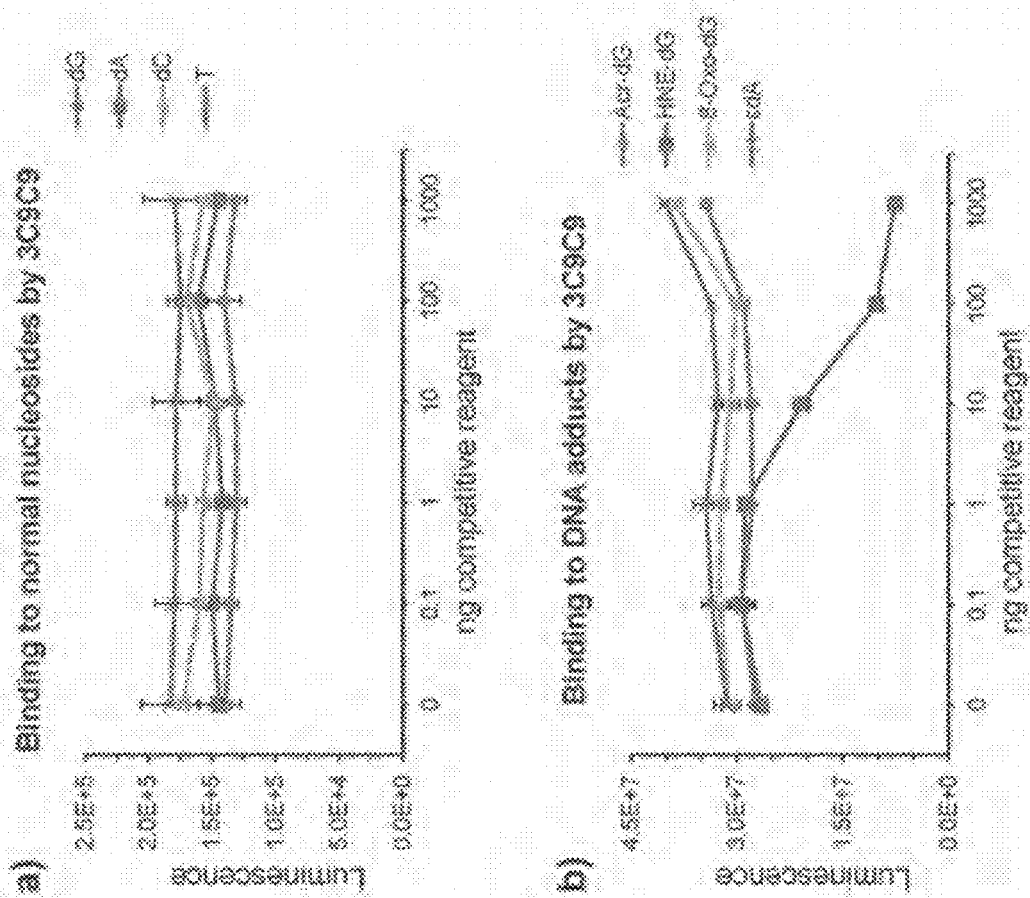 a)
Binding to normal nucleosides by 3C9C9
Luminescence
2.5E+5
2.0E+5
1.5E+5
1.0E+5
5.0E+4
0.0E+0
0
0.1
1
10
100
1000
ng competitive reagent
dG
dA
dC
T
b)
Binding to DNA adducts by 3C9C9
Luminescence
4.5E+7
3.0E+7
1.5E+7
0.0E+0
0
0.1
1
10
100
1000
ng competitive reagent
Acr-dG
HNE-dG
8-Oxo-dG